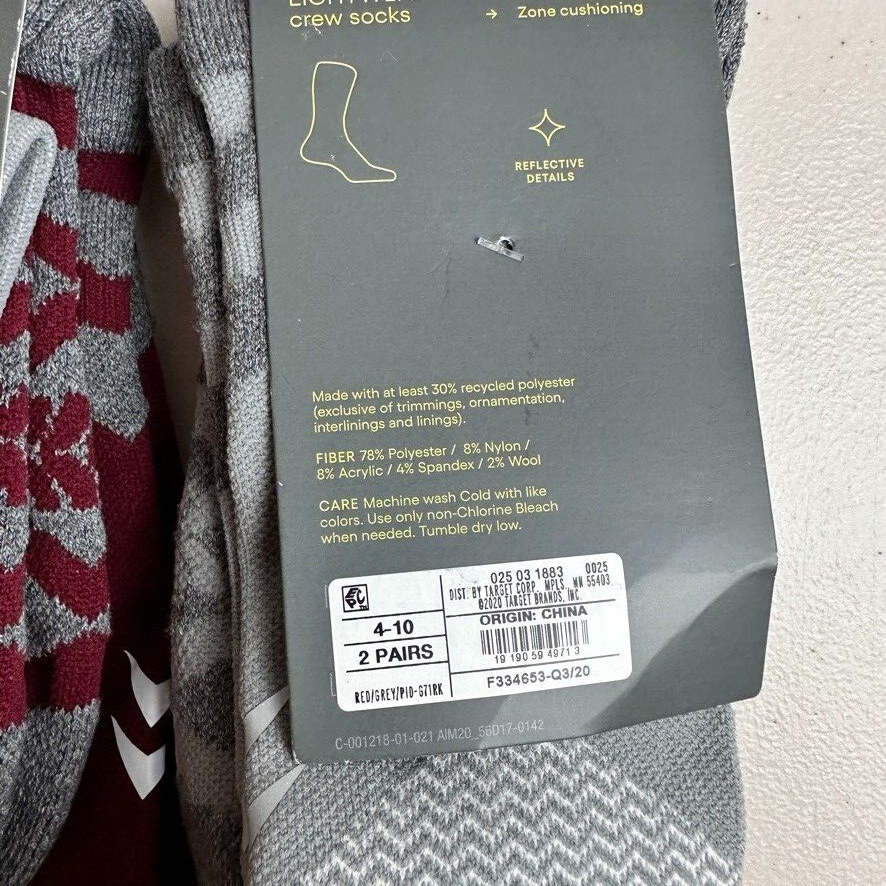 crew socks
→ Zone cushioning
REFLECTIVE
DETAILS
Made with at least 30% recycled polyester
(exclusive of trimmings, ornamentation,
interlinings and linings).
FIBER 78% Polyester / 8% Nylon /
8% Acrylic / 4% Spandex / 2% Wool
CARE Machine wash Cold with like
colors. Use only non-Chlorine Bleach
when needed. Tumble dry low.
EPC™
4-10
2 PAIRS
RED/GREY/PID-G71RK
025 03 1883 0025
DIST. BY TARGET CORP. MPLS, MN 55403
©2020 TARGET BRANDS, INC.
ORIGIN: CHINA
19 190 59 4971 3
F334653-Q3/20
C-001218-01-021 AIM20_56D17-0142